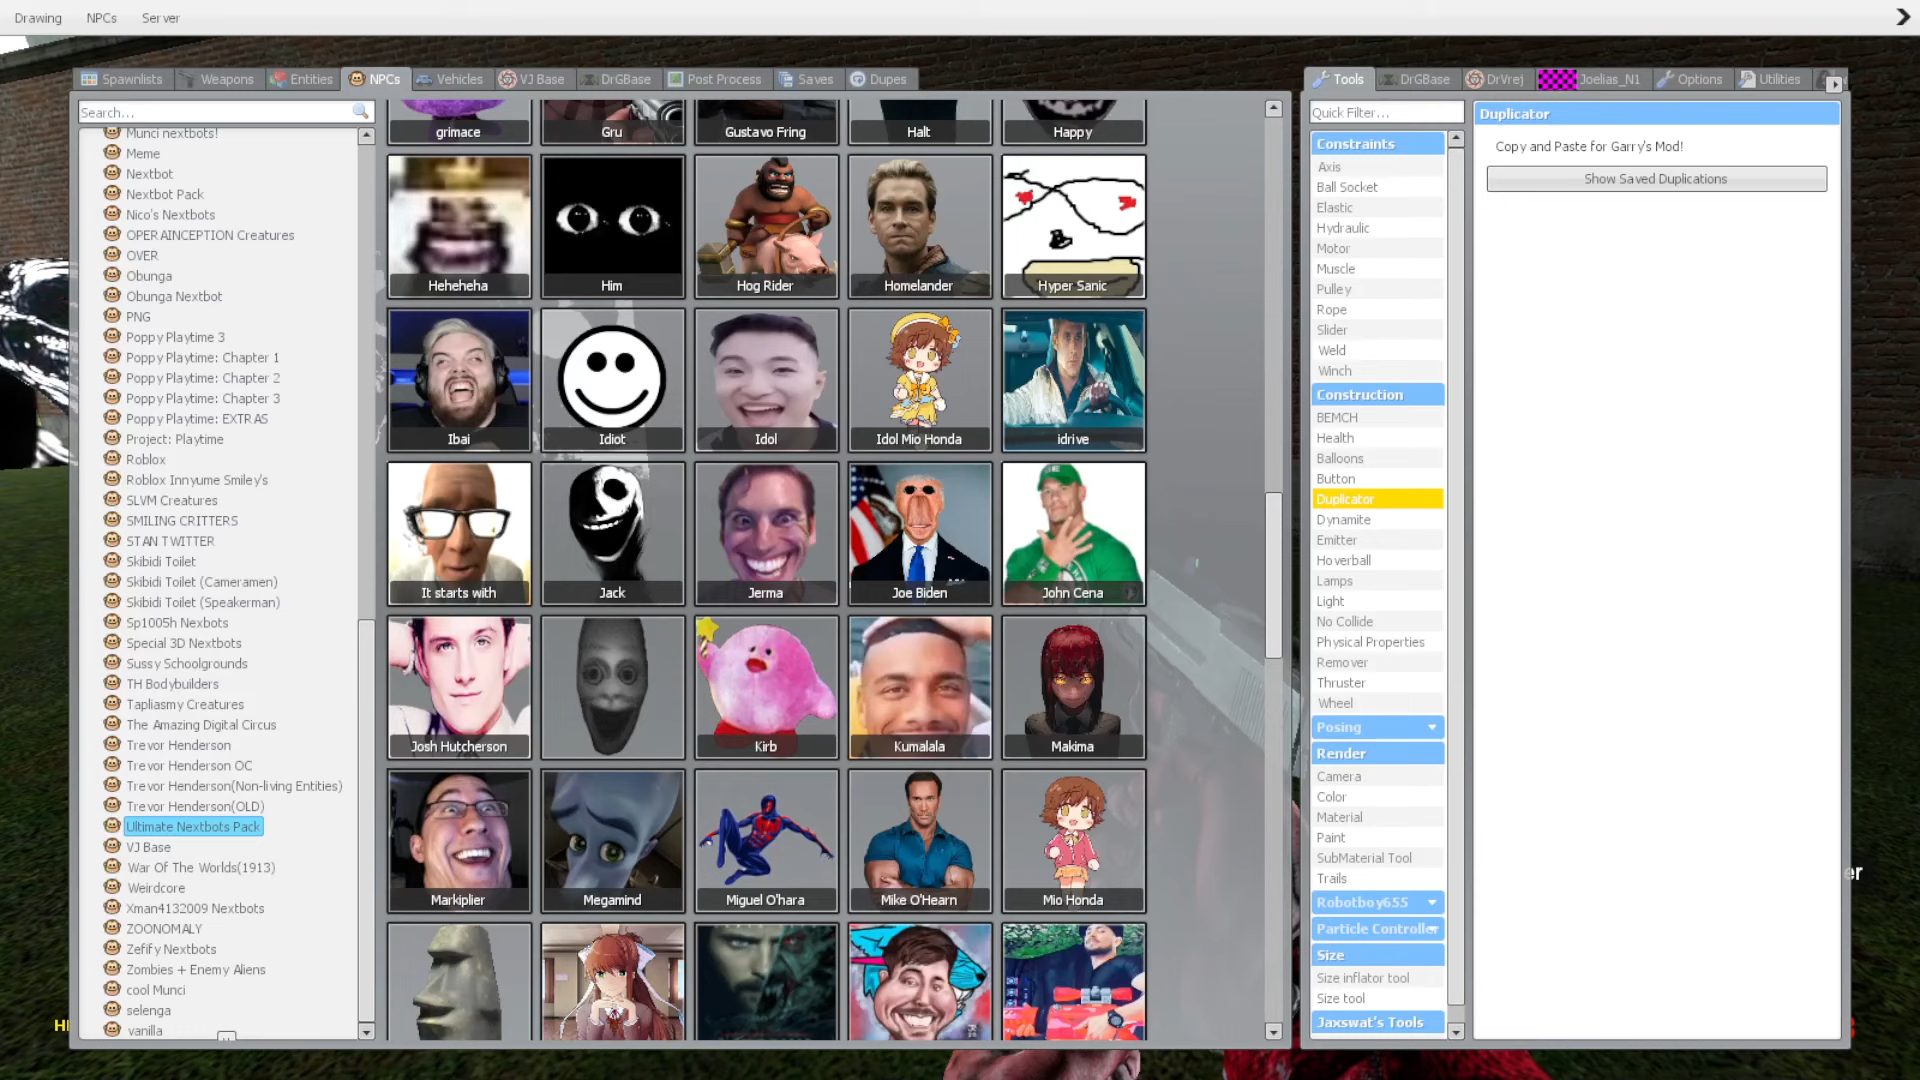 Drawing NPCs Server
Spawnlists Weapons Entities NPCs Vehicles VJ Base DrGBase Post Process Saves Dupes
Search...
Munci nextbots!
Meme
Nextbot
Nextbot Pack
Nico's Nextbots
OPER AINCEPTION Creatures
OVER
Obunga
Obunga Nextbot
PNG
Poppy Playtime 3
Poppy Playtime: Chapter 1
Poppy Playtime: Chapter 2
Poppy Playtime: Chapter 3
Poppy Playtime: EXTRAS
Project: Playtime
Roblox
Roblox Innyume Smiley's
SLVM Creatures
SMILING CRITTERS
STAN TWITTER
Skibidi Toilet
Skibidi Toilet (Cameramen)
Skibidi Toilet (Speakerman)
Sp1005h Nexbots
Special 3D Nextbots
Sussy Schoolgrounds
TH Bodybuilders
Tapliasmy Creatures
The Amazing Digital Circus
Trevor Henderson
Trevor Henderson OC
Trevor Henderson(Non-living Entities)
Trevor Henderson(OLD)
Ultimate Nextbots Pack
VJ Base
War Of The Worlds(1913)
Weirdcore
Xman4132009 Nextbots
ZOONOMALY
Zefify Nextbots
Zombies + Enemy Aliens
cool Munci
selenga
vanilla
grimace Gru Gustavo Fring Halt Happy
Heheheha Him Hog Rider Homelander Hyper Sanic
Ibai Idiot Idol Idol Mio Honda idrive
It starts with Jack Jerma Joe Biden John Cena
Josh Hutcherson Kirb Kumalala Makima
Markiplier Megamind Miguel O'hara Mike O'Hearn Mio Honda
Tools DrGBase DrVrej Joelias_N1 Options Utilities
Quick Filter...
Constraints
Axis
Ball Socket
Elastic
Hydraulic
Motor
Muscle
Pulley
Rope
Slider
Weld
Winch
Construction
BEMCH
Health
Balloons
Button
Duplicator
Dynamite
Emitter
Hoverball
Lamps
Light
No Collide
Physical Properties
Remover
Thruster
Wheel
Posing
Render
Camera
Color
Material
Paint
SubMaterial Tool
Trails
Robotboy655
Particle Controller
Size
Size inflator tool
Size tool
Jaxswat's Tools
Duplicator
Copy and Paste for Garry's Mod!
Show Saved Duplications
er